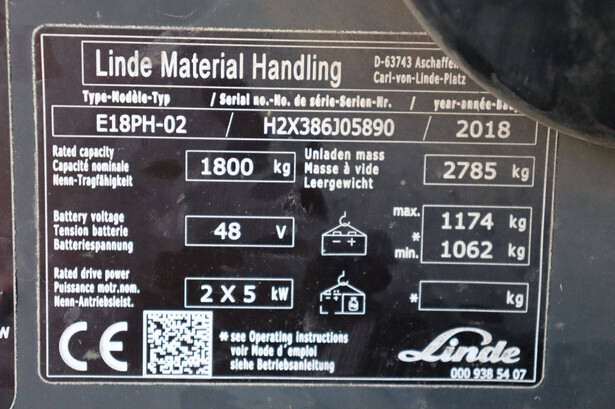 Linde Material Handling
D-63743 Aschaffen
Carl-von-Linde-Platz
Type-Modèle-Typ / Serial no.-No. de série-Serien-Nr. / year-année-Ba
E18PH-02 / H2X386J05890 / 2018
Rated capacity
Capacité nominale
Nenn-Tragfähigkeit
1800 kg
Unladen mass
Masse à vide
Leergewicht
2785 kg
Battery voltage
Tension batterie
Batteriespannung
48 V
max. 1174 kg
*
min. 1062 kg
Rated drive power
Puissance motr.nom.
Nenn-Antriebsleist.
2 X 5 kW
* kg
CE
* see Operating instructions
voir Mode d'emploi
siehe Betriebsanleitung
Linde
000 938 54 07
W